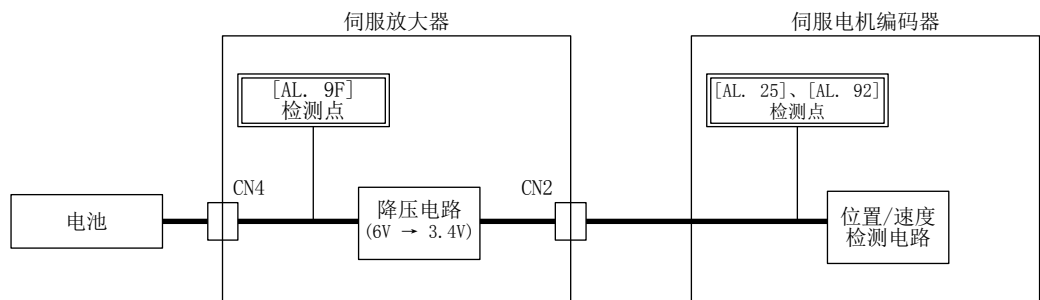 伺服放大器
伺服电机编码器
[AL. 9F]
检测点
[AL. 25]、[AL. 92]
检测点
CN4
CN2
电池
降压电路
(6V → 3.4V)
位置/速度
检测电路